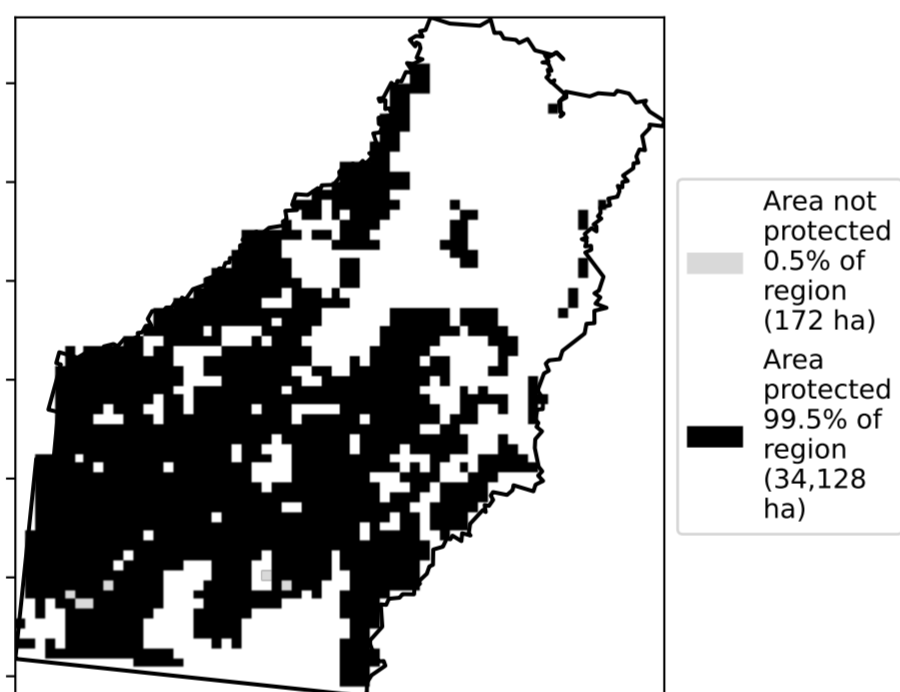 Area not
protected
0.5% of
region
(172 ha)
Area
protected
99.5% of
region
(34,128
ha)